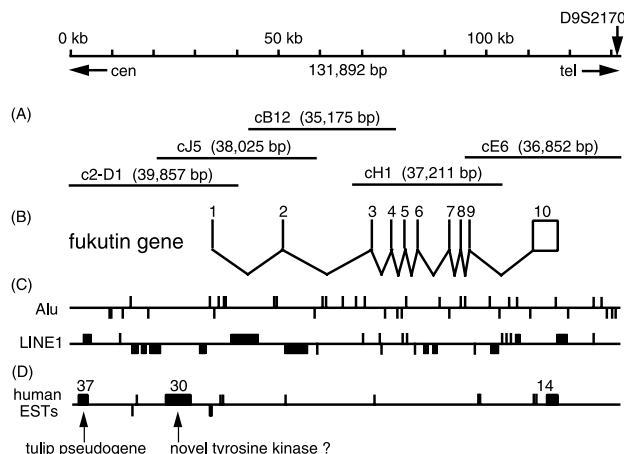 D9S2170
0 kb 50 kb 100 kb
cen 131,892 bp tel
(A)
cB12 (35,175 bp)
cJ5 (38,025 bp) cE6 (36,852 bp)
c2-D1 (39,857 bp) cH1 (37,211 bp)
(B)
1 2 3 4 5 6 7 8 9 10
fukutin gene
(C)
Alu
LINE1
(D)
37 30 14
human
ESTs
tulip pseudogene novel tyrosine kinase ?